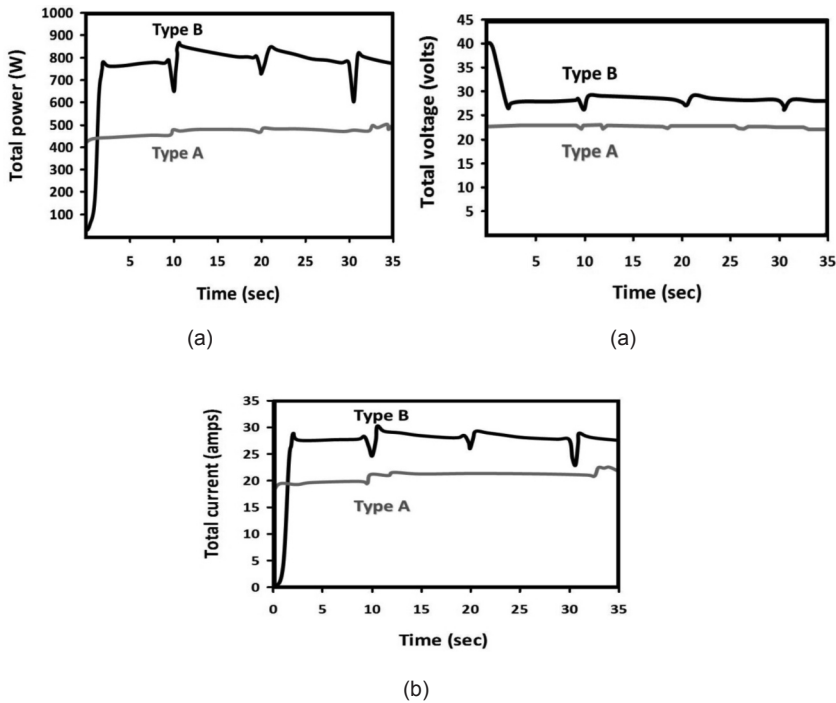 Total power (W)
1000
900
800
700
600
500
400
300
200
100
Type B
Type A
5 10 15 20 25 30 35
Time (sec)
(a)
Total voltage (volts)
45
40
35
30
25
20
15
10
5
Type B
Type A
5 10 15 20 25 30 35
Time (sec)
(a)
Total current (amps)
35
30
25
20
15
10
5
0
Type B
Type A
0 5 10 15 20 25 30 35
Time (sec)
(b)